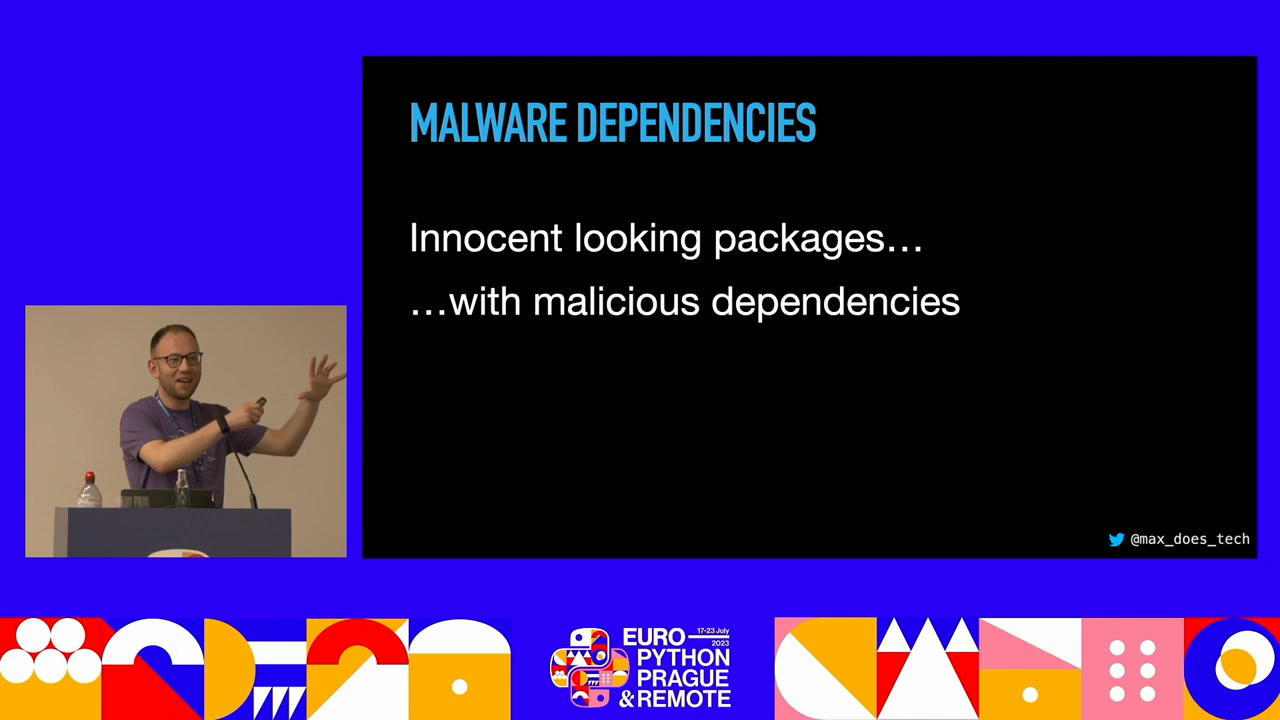 MALWARE DEPENDENCIES
Innocent looking packages...
...with malicious dependencies
@max_does_tech
17-23 July
2023
EURO
PYTHON
PRAGUE
& REMOTE